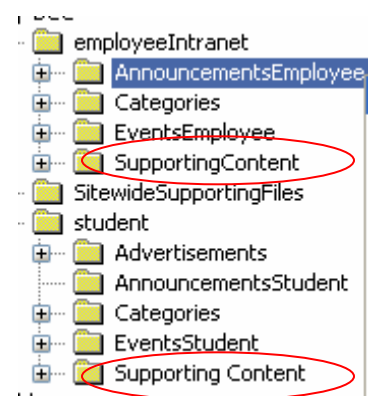 employeeIntranet
AnnouncementsEmployee
Categories
EventsEmployee
SupportingContent
SitewideSupportingFiles
student
Advertisements
AnnouncementsStudent
Categories
EventsStudent
Supporting Content